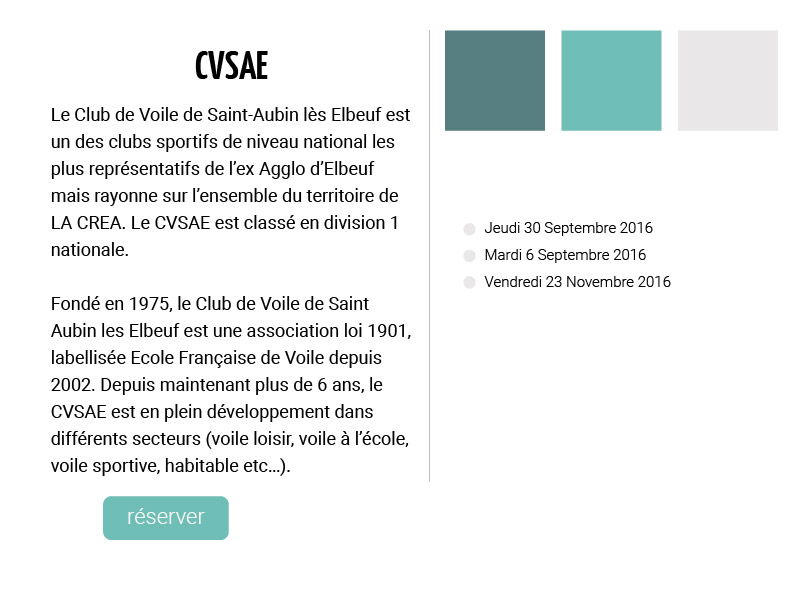 CVSAE
Le Club de Voile de Saint-Aubin lès Elbeuf est
un des clubs sportifs de niveau national les
plus représentatifs de l’ex Agglo d’Elbeuf
mais rayonne sur l’ensemble du territoire de
LA CREA. Le CVSAE est classé en division 1
nationale.
Fondé en 1975, le Club de Voile de Saint
Aubin les Elbeuf est une association loi 1901,
labellisée Ecole Française de Voile depuis
2002. Depuis maintenant plus de 6 ans, le
CVSAE est en plein développement dans
différents secteurs (voile loisir, voile à l’école,
voile sportive, habitable etc…).
réserver
Jeudi 30 Septembre 2016
Mardi 6 Septembre 2016
Vendredi 23 Novembre 2016